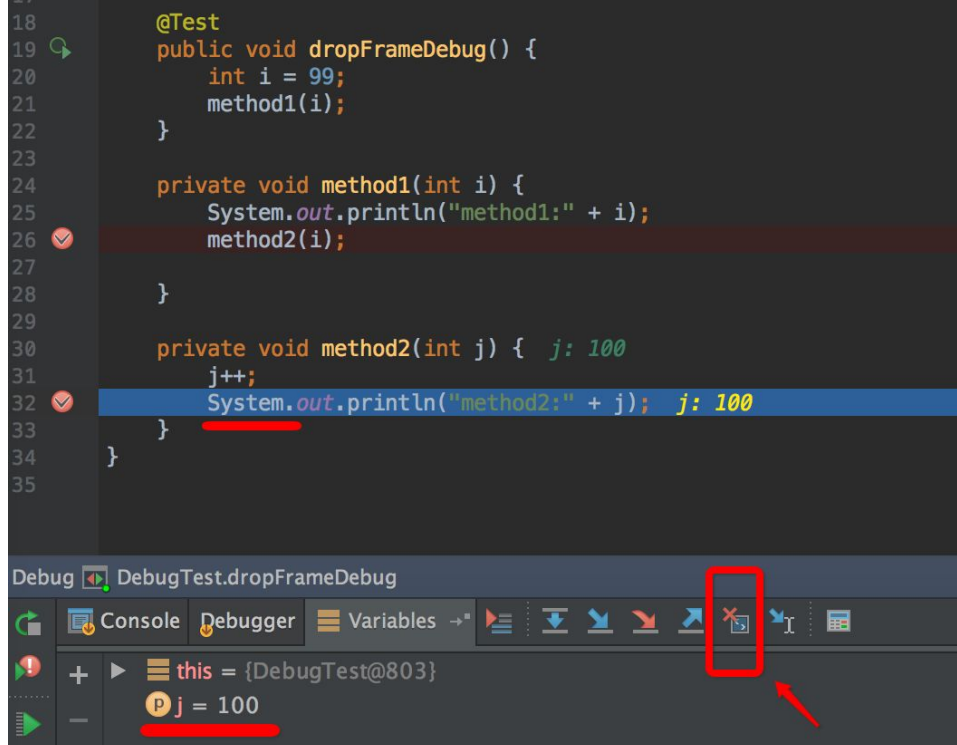 18 @Test
19 public void dropFrameDebug() {
20 int i = 99;
21 method1(i);
22 }
23
24 private void method1(int i) {
25 System.out.println("method1:" + i);
26 method2(i);
27
28 }
29
30 private void method2(int j) { j: 100
31 j++;
32 System.out.println("method2:" + j); j: 100
33 }
34 }
35
Debug DebugTest.dropFrameDebug
Console Debugger Variables
this = {DebugTest@803}
p j = 100